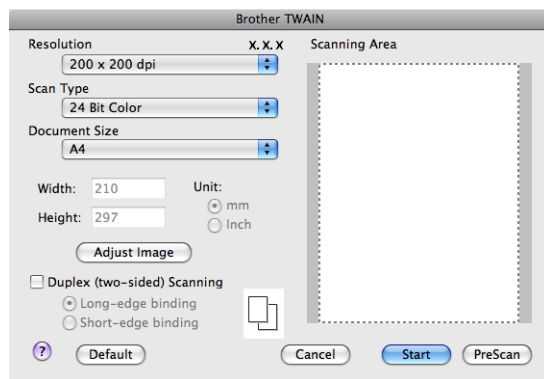 Brother TWAIN
Resolution X. X. X
200 x 200 dpi
Scan Type
24 Bit Color
Document Size
A4
Width: 210
Height: 297
Unit:
mm
Inch
Adjust Image
Duplex (two-sided) Scanning
Long-edge binding
Short-edge binding
Scanning Area
? Default Cancel Start PreScan